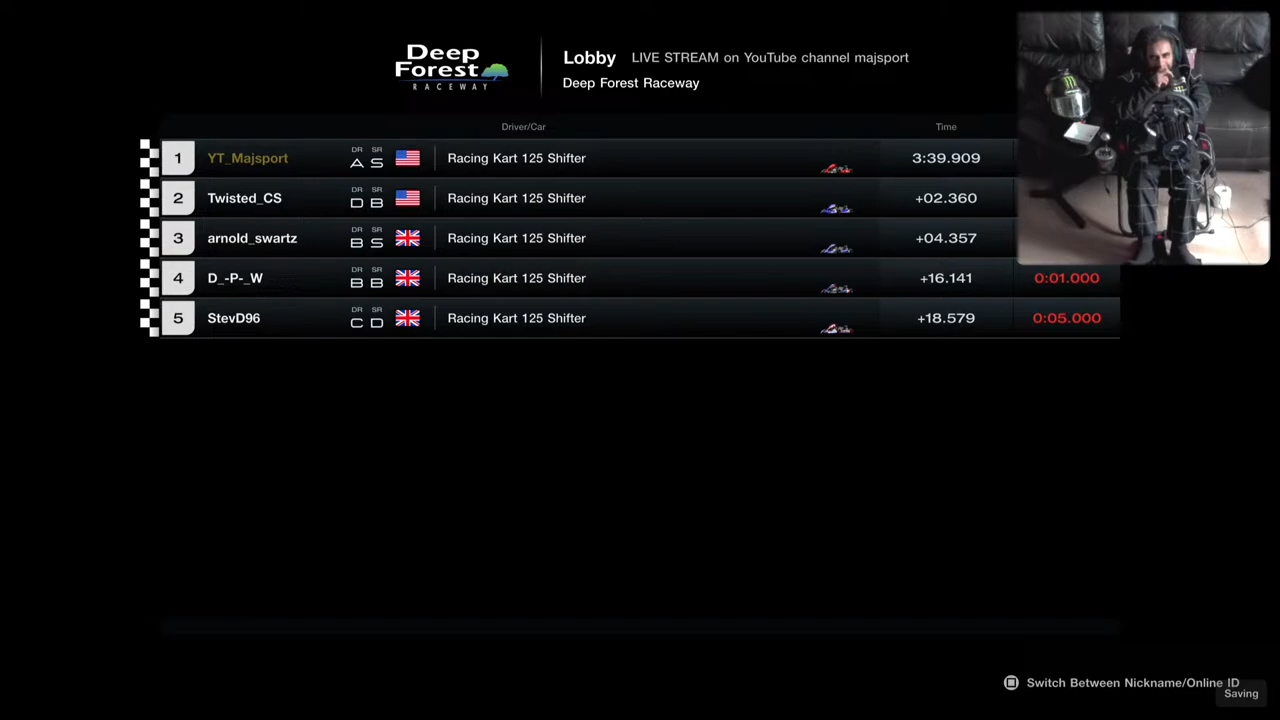 Deep
Forest
RACEWAY
Lobby LIVE STREAM on YouTube channel majsport
Deep Forest Raceway
Driver/Car Time
1 YT_Majsport DR A SR S Racing Kart 125 Shifter 3:39.909
2 Twisted_CS DR D SR B Racing Kart 125 Shifter +02.360
3 arnold_swartz DR B SR S Racing Kart 125 Shifter +04.357
4 D_-P-_W DR B SR B Racing Kart 125 Shifter +16.141 0:01.000
5 StevD96 DR C SR D Racing Kart 125 Shifter +18.579 0:05.000
Switch Between Nickname/Online ID
Saving